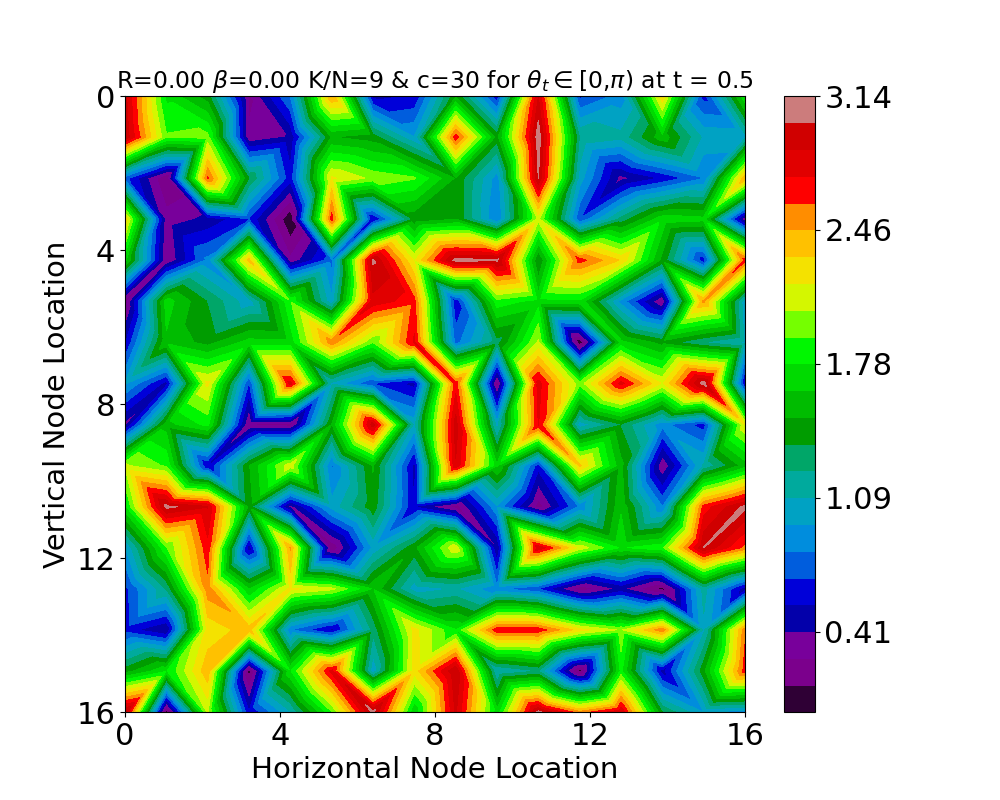 R=0.00 β=0.00 K/N=9 & c=30 for θₜ∈[0,π) at t = 0.5
0
4
8
12
16
0 4 8 12 16
Vertical Node Location
Horizontal Node Location
3.14
2.46
1.78
1.09
0.41